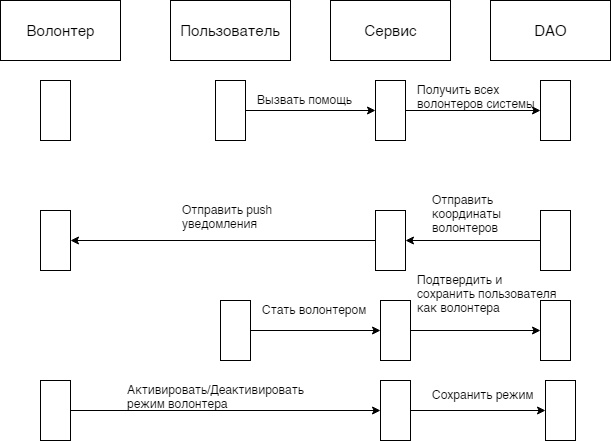 Волонтер
Пользователь
Сервис
DAO
Вызвать помощь
Получить всех
волонтеров системы
Отправить push
уведомления
Отправить
координаты
волонтеров
Стать волонтером
Подтвердить и
сохранить пользователя
как волонтера
Активировать/Деактивировать
режим волонтера
Сохранить режим